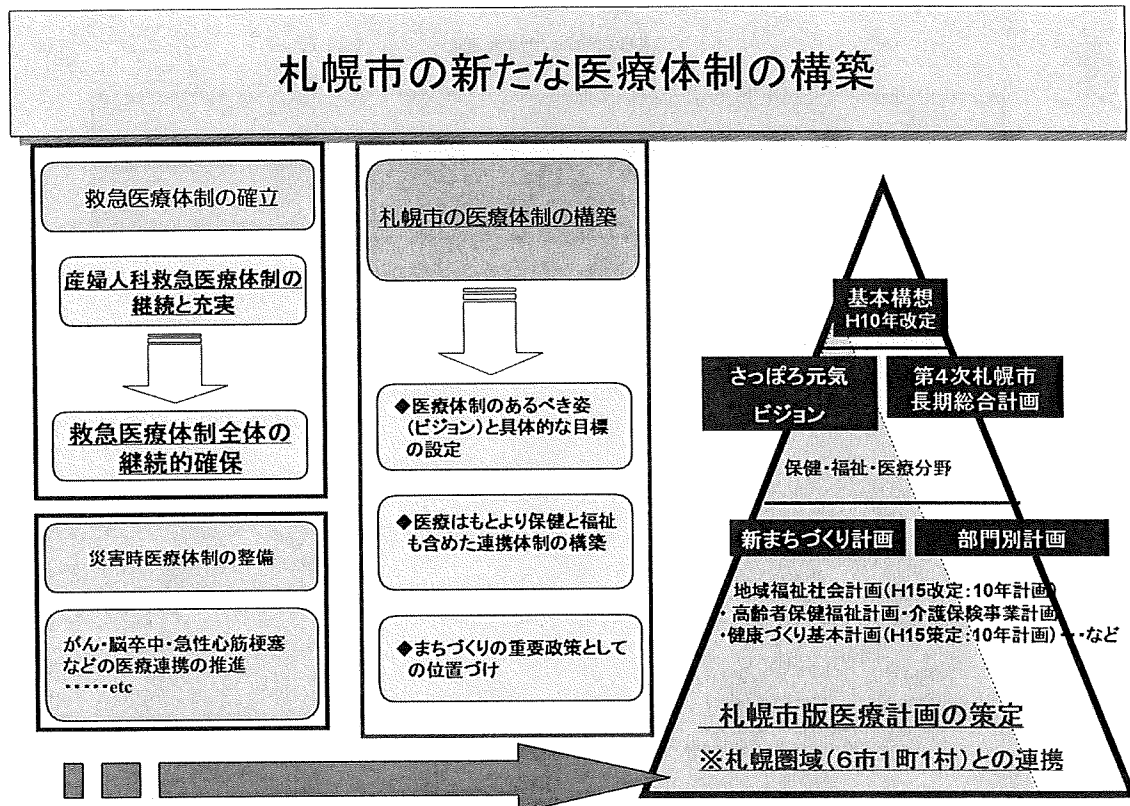 札幌市の新たな医療体制の構築
救急医療体制の確立
産婦人科救急医療体制の
継続と充実
救急医療体制全体の
継続的確保
災害時医療体制の整備
がん・脳卒中・急性心筋梗塞
などの医療連携の推進
・・・・・etc
札幌市の医療体制の構築
◆医療体制のあるべき姿
(ビジョン)と具体的な目標
の設定
◆医療はもとより保健と福祉
も含めた連携体制の構築
◆まちづくりの重要政策として
の位置づけ
基本構想
H10年改定
さっぽろ元気
ビジョン
第4次札幌市
長期総合計画
保健・福祉・医療分野
新まちづくり計画
部門別計画
地域福祉社会計画(H15改定:10年計画)
・高齢者保健福祉計画・介護保険事業計画
・健康づくり基本計画(H15策定:10年計画)・・・など
札幌市版医療計画の策定
※札幌圏域(6市1町1村)との連携